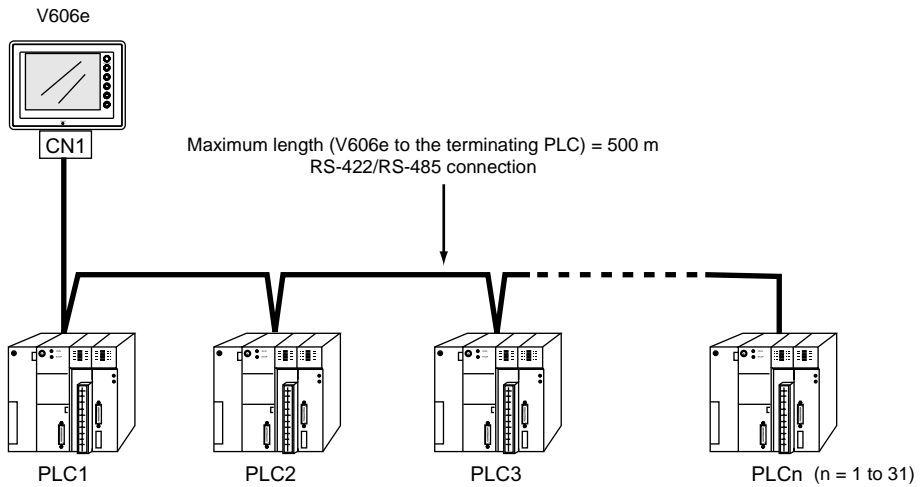 V606e
CN1
Maximum length (V606e to the terminating PLC) = 500 m
RS-422/RS-485 connection
PLC1
PLC2
PLC3
PLCn (n = 1 to 31)